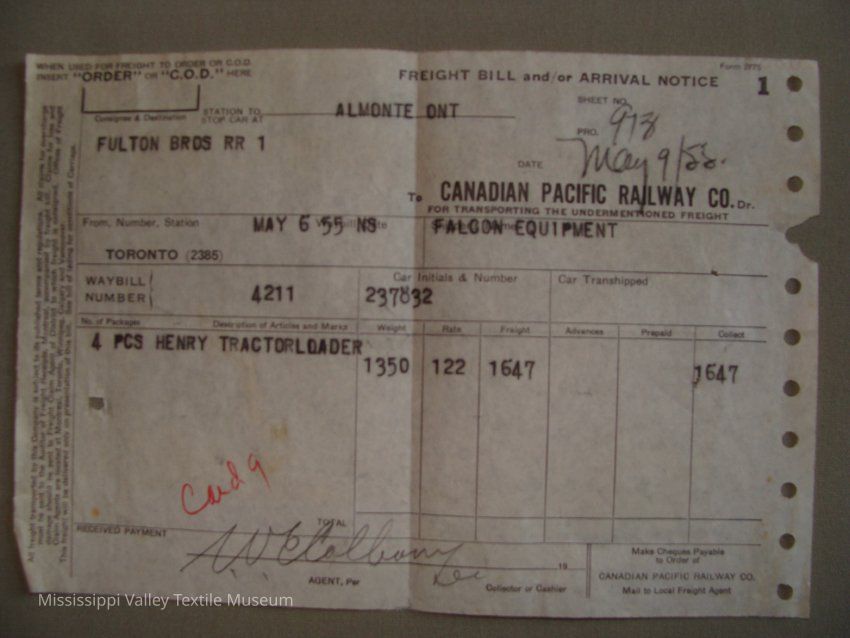 WHEN USED FOR FREIGHT TO ORDER OR C.O.D.
INSERT "ORDER" OR "C.O.D." HERE
Form 2775
FREIGHT BILL and/or ARRIVAL NOTICE
1
Consignee & Destination
STATION TO
STOP CAR AT
ALMONTE ONT
SHEET NO.
PRO. 913
FULTON BROS RR 1
DATE May 9/55.
To CANADIAN PACIFIC RAILWAY CO. Dr.
FOR TRANSPORTING THE UNDERMENTIONED FREIGHT
From, Number, Station
MAY 6 55 NS
FALCON EQUIPMENT
TORONTO (2385)
WAYBILL
NUMBER
4211
Car Initials & Number
237832
Car Transhipped
No. of Packages
Description of Articles and Marks
Weight
Rate
Freight
Advances
Prepaid
Collect
4 PCS HENRY TRACTORLOADER
1350
122
1647
1647
Card 9
TOTAL
RECEIVED PAYMENT
AGENT, Per
19
Collector or Cashier
Make Cheques Payable
to Order of
CANADIAN PACIFIC RAILWAY CO.
Mail to Local Freight Agent
Mississippi Valley Textile Museum